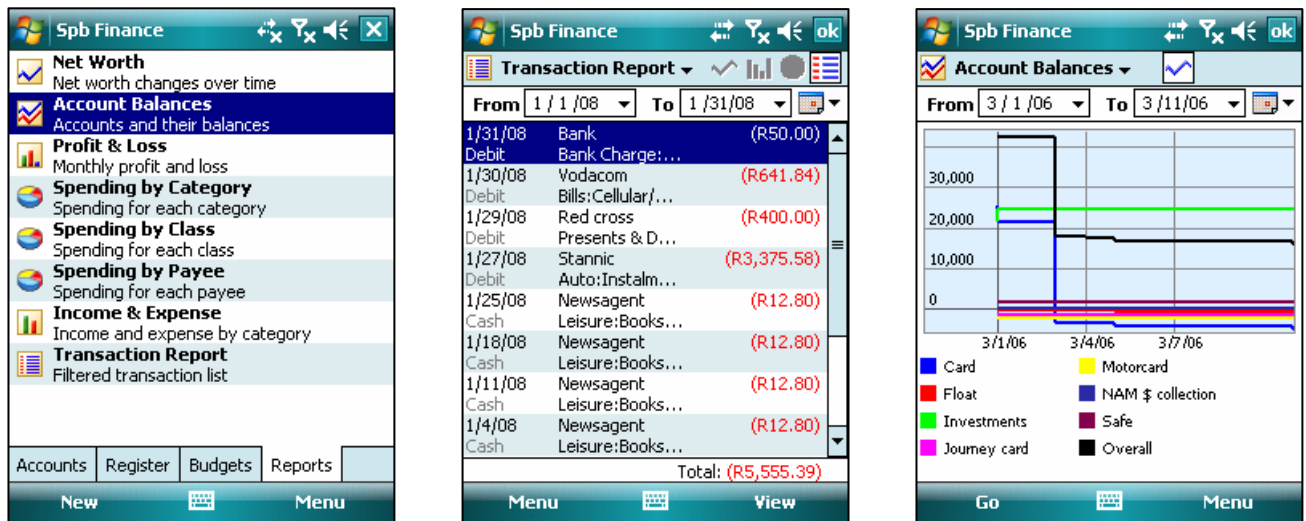 Spb Finance
Net Worth
Net worth changes over time
Account Balances
Accounts and their balances
Profit & Loss
Monthly profit and loss
Spending by Category
Spending for each category
Spending by Class
Spending for each class
Spending by Payee
Spending for each payee
Income & Expense
Income and expense by category
Transaction Report
Filtered transaction list
Accounts Register Budgets Reports
New Menu
Spb Finance ok
Transaction Report
From 1 / 1 /08 To 1 /31/08
1/31/08 Bank (R50.00)
Debit Bank Charge:...
1/30/08 Vodacom (R641.84)
Debit Bills:Cellular/...
1/29/08 Red cross (R400.00)
Debit Presents & D...
1/27/08 Stannic (R3,375.58)
Debit Auto:Instalm...
1/25/08 Newsagent (R12.80)
Cash Leisure:Books...
1/18/08 Newsagent (R12.80)
Cash Leisure:Books...
1/11/08 Newsagent (R12.80)
Cash Leisure:Books...
1/4/08 Newsagent (R12.80)
Cash Leisure:Books...
Total: (R5,555.39)
Menu View
Spb Finance ok
Account Balances
From 3 / 1 /06 To 3 /11/06
30,000
20,000
10,000
0
3/1/06 3/4/06 3/7/06
Card Motorcard
Float NAM $ collection
Investments Safe
Journey card Overall
Go Menu